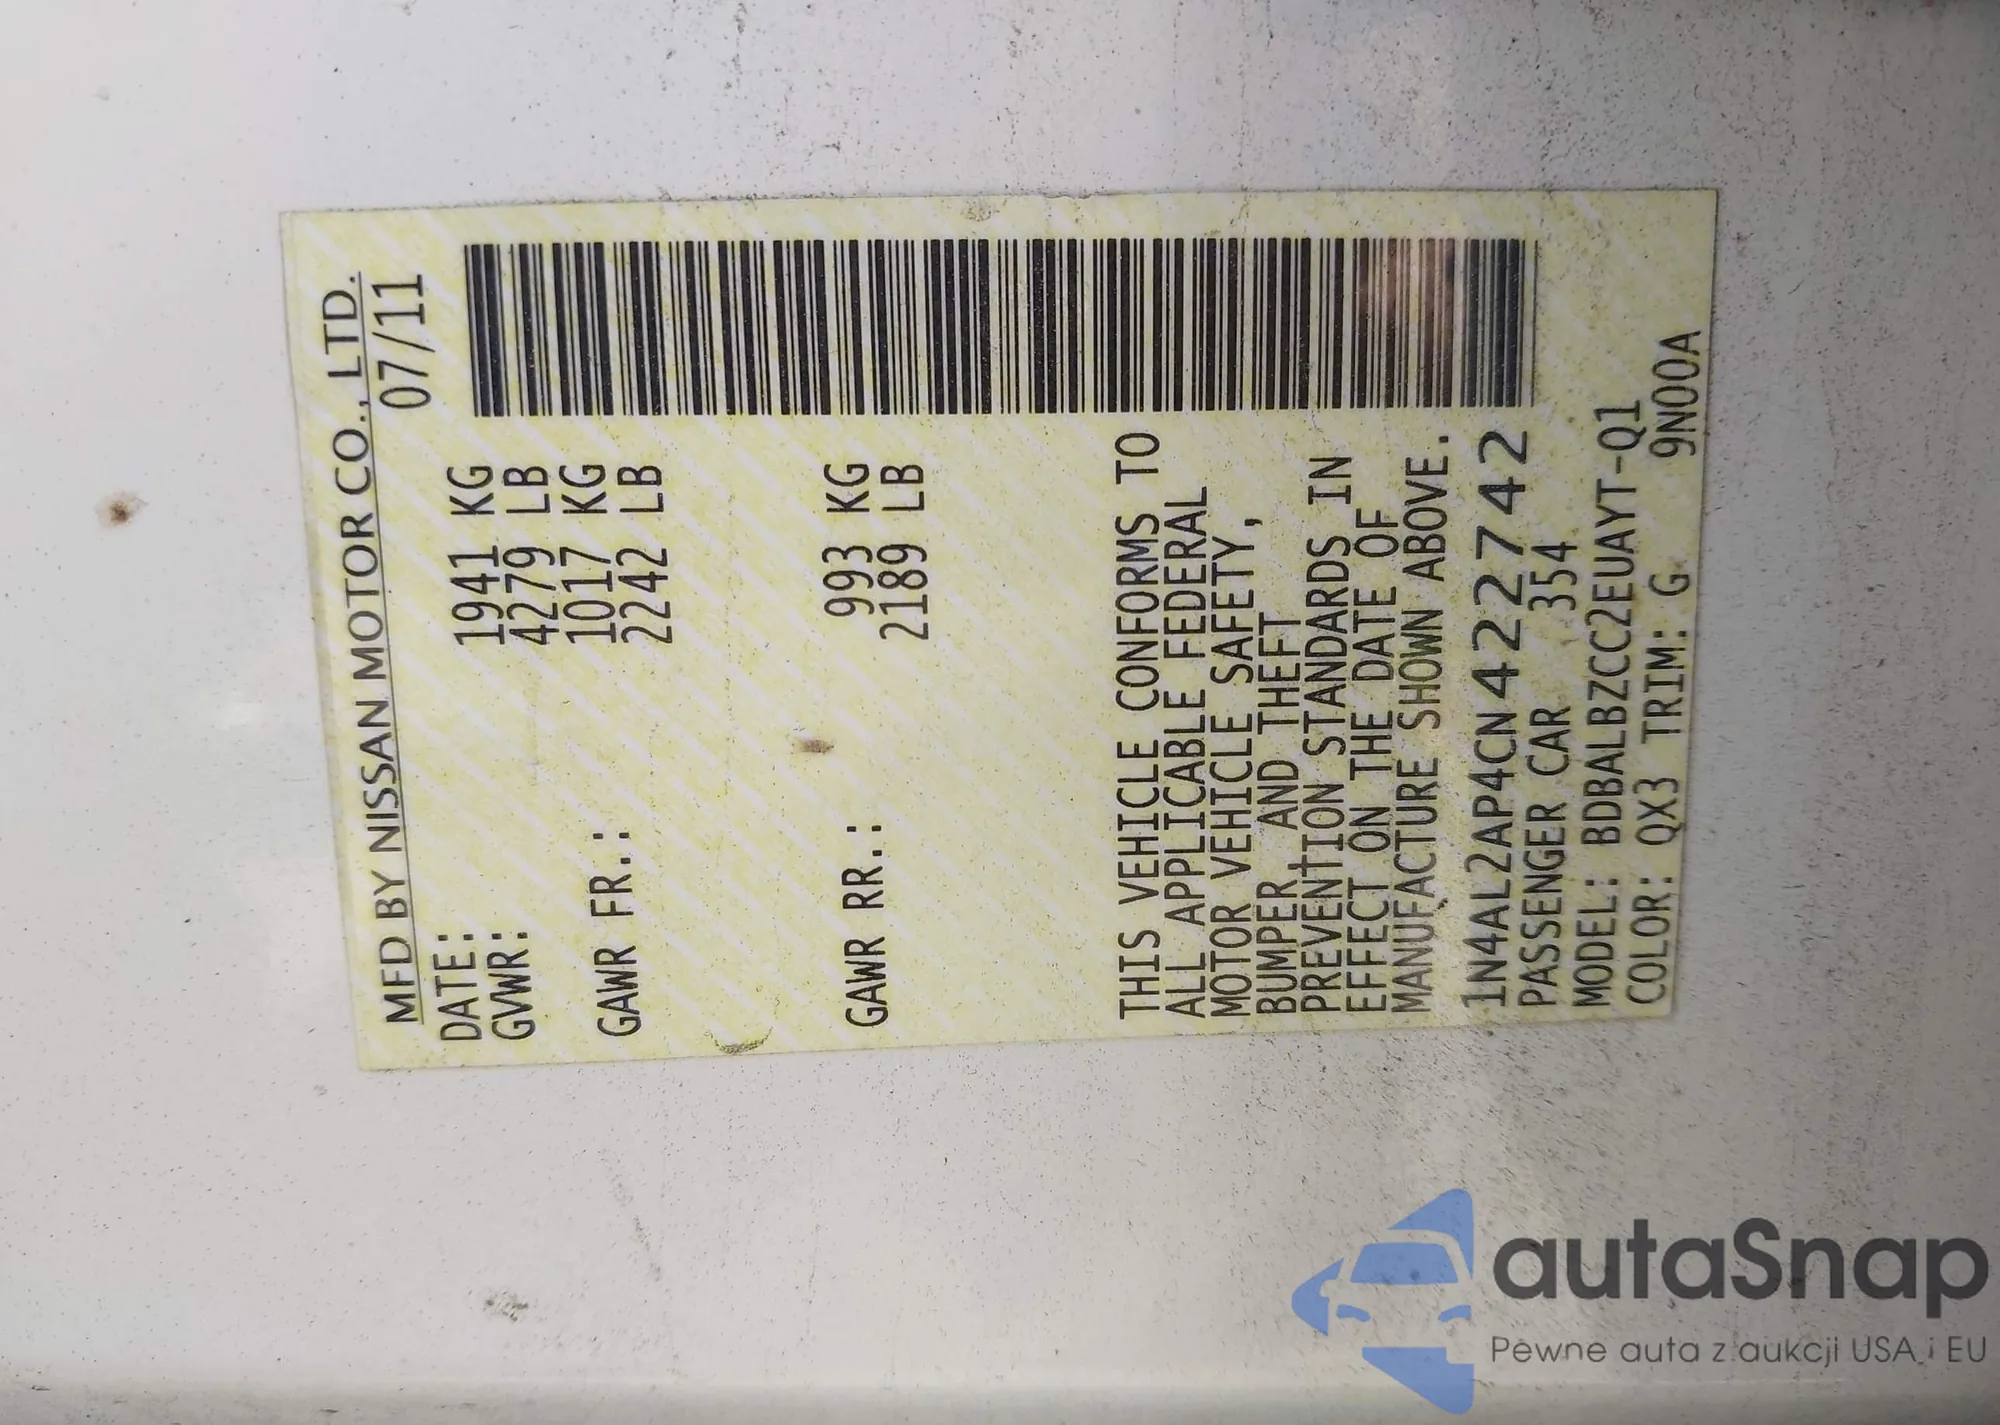 MFD BY NISSAN MOTOR CO., LTD.
DATE: 07/11
GVWR: 1941 KG
4279 LB
GAWR FR.: 1017 KG
2242 LB
GAWR RR.: 993 KG
2189 LB
THIS VEHICLE CONFORMS TO
ALL APPLICABLE FEDERAL
MOTOR VEHICLE SAFETY,
BUMPER, AND THEFT
PREVENTION STANDARDS IN
EFFECT ON THE DATE OF
MANUFACTURE SHOWN ABOVE.
1N4AL2AP4CN422742
PASSENGER CAR 354
MODEL: BDBALBZCC2EUAYT-Q1
COLOR: QX3 TRIM: G 9N00A
autaSnap
Pewne auta z aukcji USA i EU